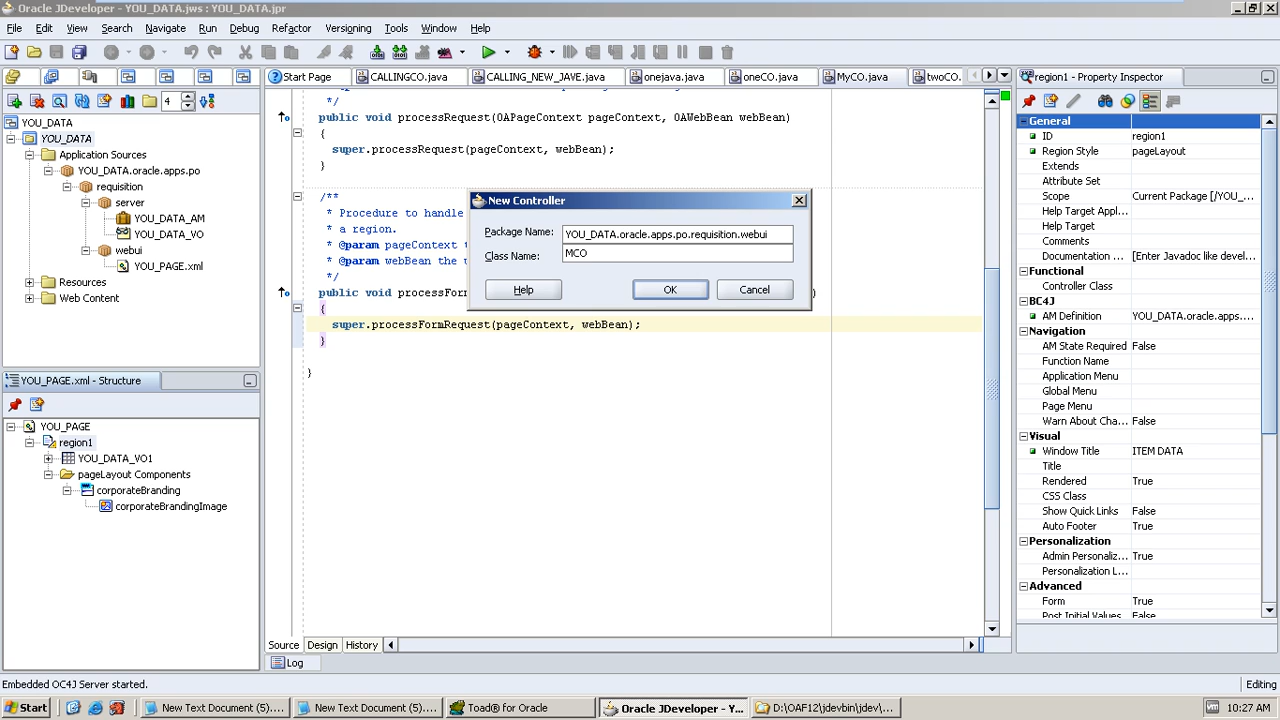 Oracle JDeveloper - YOU_DATA.jws : YOU_DATA.jpr
File Edit View Search Navigate Run Debug Refactor Versioning Tools Window Help
4
Start Page CALLINGCO.java CALLING_NEW_JAVE.java onejava.java oneCO.java MyCO.java twoCO.
region1 - Property Inspector
YOU_DATA
YOU_DATA
Application Sources
YOU_DATA.oracle.apps.po
requisition
server
YOU_DATA_AM
YOU_DATA_VO
webui
YOU_PAGE.xml
Resources
Web Content
YOU_PAGE.xml - Structure
YOU_PAGE
region1
YOU_DATA_VO1
pageLayout Components
corporateBranding
corporateBrandingImage
*/
public void processRequest(OAPageContext pageContext, OAWebBean webBean)
{
super.processRequest(pageContext, webBean);
}
/**
* Procedure to handle
* a region.
* @param pageContext t
* @param webBean the w
*/
public void processFor
{
super.processFormRequest(pageContext, webBean);
}
}
New Controller
Package Name: YOU_DATA.oracle.apps.po.requisition.webui
Class Name: MCO
Help OK Cancel
Source Design History
Log
General
ID region1
Region Style pageLayout
Extends
Attribute Set
Scope Current Package [/YOU_...
Help Target Appl...
Help Target
Comments
Documentation ... [Enter Javadoc like devel...
Functional
Controller Class
BC4J
AM Definition YOU_DATA.oracle.apps....
Navigation
AM State Required False
Function Name
Application Menu
Global Menu
Page Menu
Warn About Cha... False
Visual
Window Title ITEM DATA
Title
Rendered True
CSS Class
Show Quick Links False
Auto Footer True
Personalization
Admin Personaliz... True
Personalization L...
Advanced
Form True
Post Initial Values False
Embedded OC4J Server started.
Editing
Start New Text Document (5).... New Text Document (5).... Toad® for Oracle Oracle JDeveloper - Y... D:\OAF12\jdevbin\jdev\... 10:27 AM